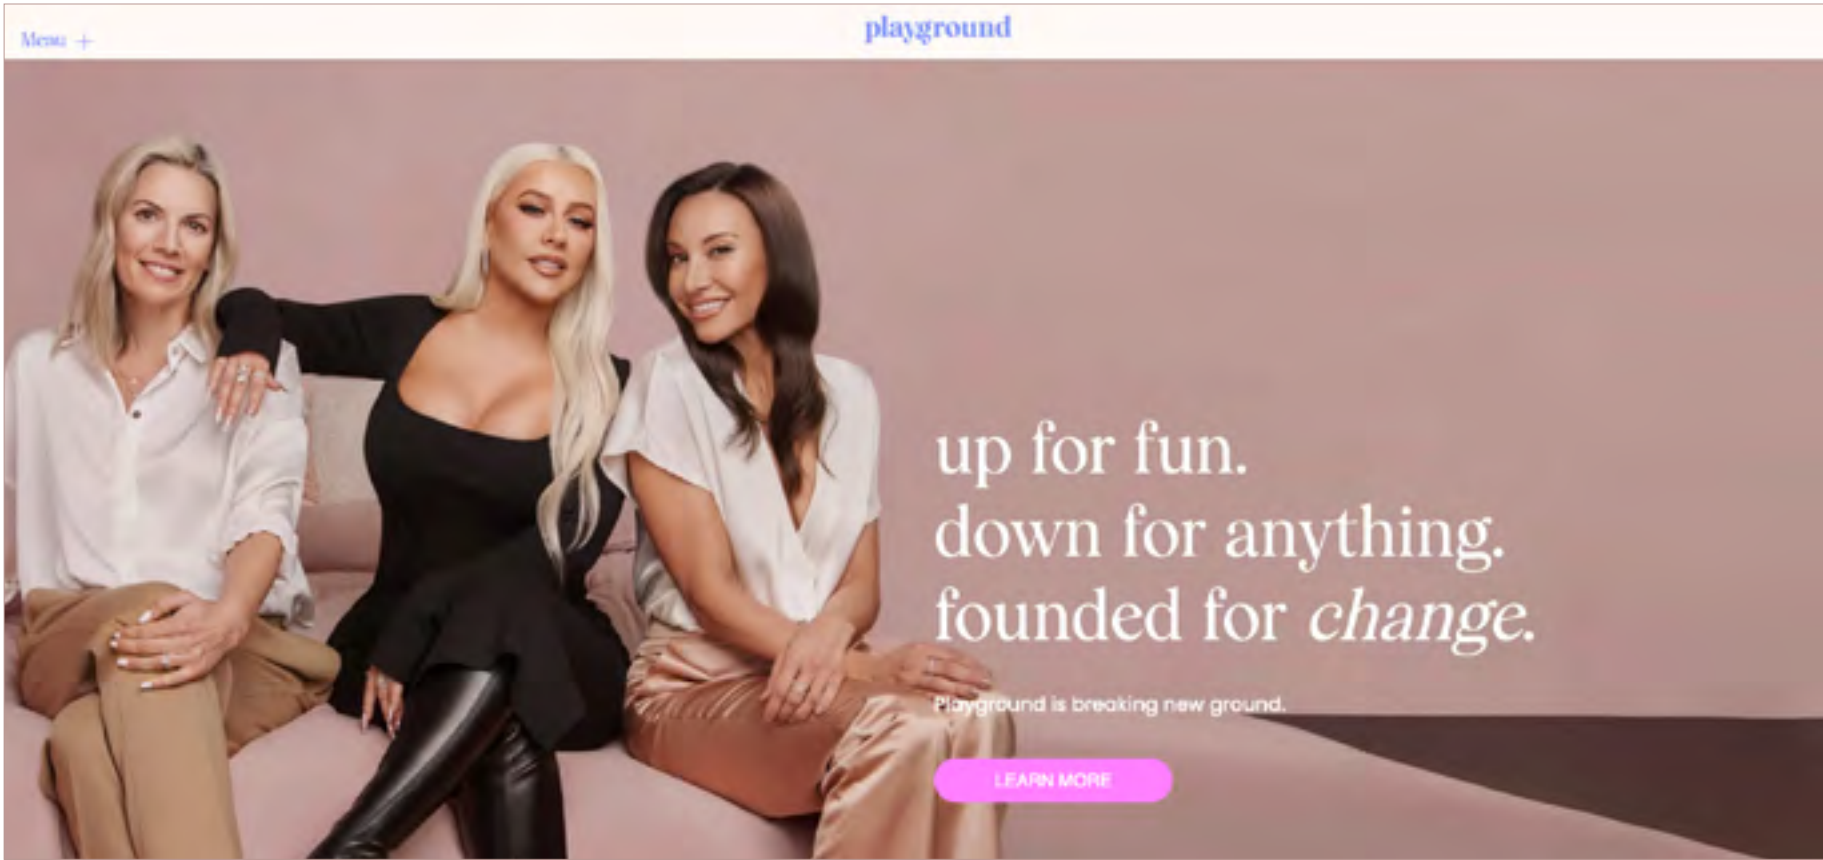 Menu +
playground
up for fun.
down for anything.
founded for change.
Playground is breaking new ground.
LEARN MORE